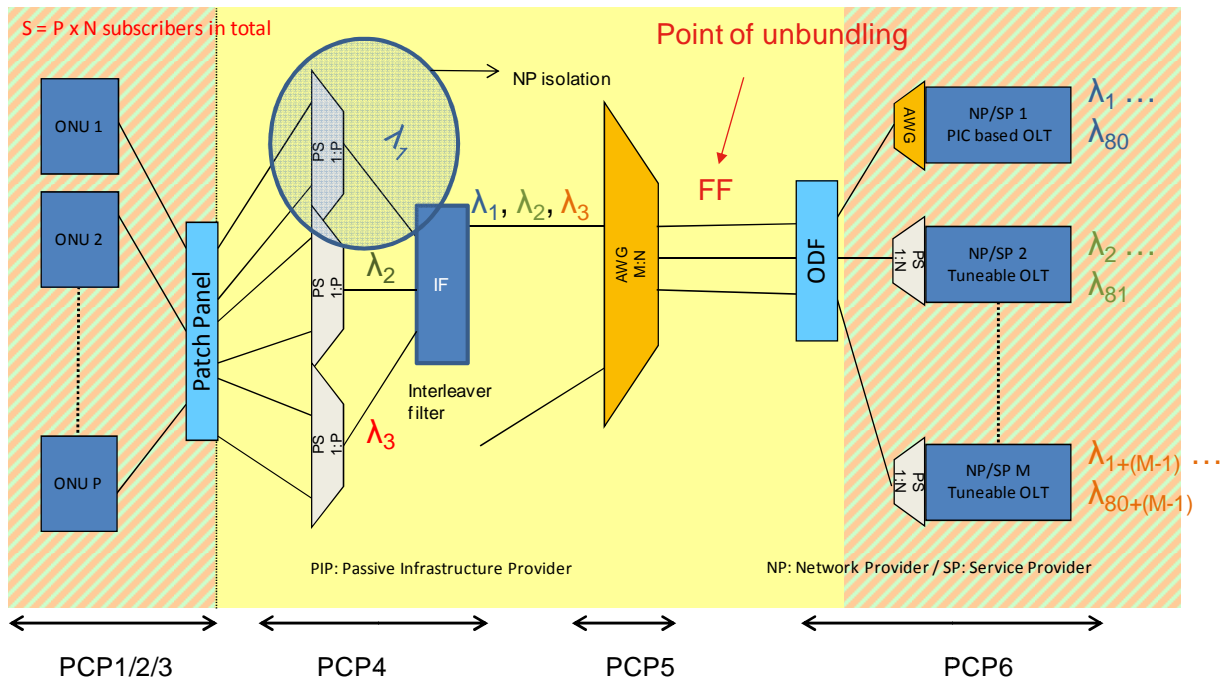 S = P x N subscribers in total
Point of unbundling
NP isolation
ONU 1
ONU 2
ONU P
Patch Panel
PS
1:P
λ1
PS
1:P
λ2
PS
1:P
λ3
IF
Interleaver
filter
λ1, λ2, λ3
AWG
M:N
FF
ODF
AWG
NP/SP 1
PIC based OLT
λ1 …
λ80
PS
1:N
NP/SP 2
Tuneable OLT
λ2 …
λ81
PS
1:N
NP/SP M
Tuneable OLT
λ1+(M-1) …
λ80+(M-1)
PIP: Passive Infrastructure Provider
NP: Network Provider / SP: Service Provider
PCP1/2/3
PCP4
PCP5
PCP6